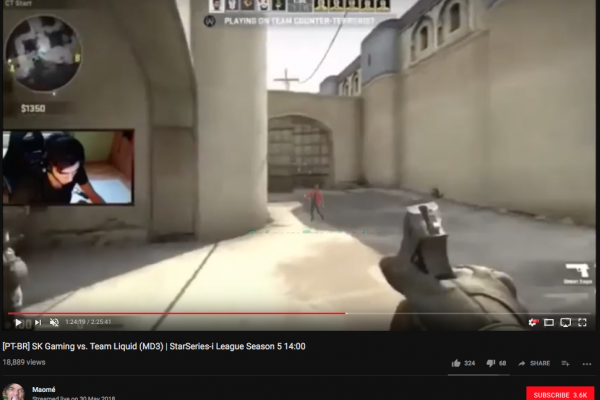 CT Start
PLAYING ON TEAM COUNTER-TERRORIST
B
$1350
Desert Eagle
1:24:19 / 2:25:41
[PT-BR] SK Gaming vs. Team Liquid (MD3) | StarSeries-i League Season 5 14:00
18,889 views
324
68
SHARE
Maomé
Streamed live on 30 May 2018
SUBSCRIBE 3.6K